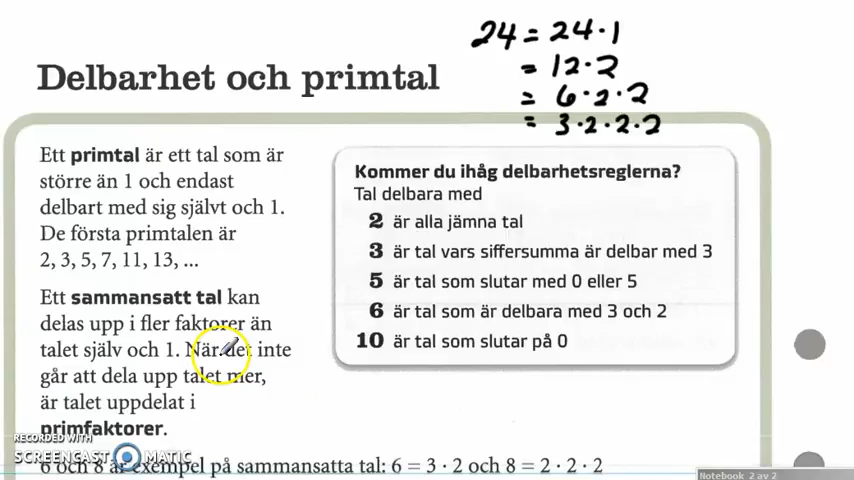 24 = 24·1
= 12·2
= 6·2·2
= 3·2·2·2
Delbarhet och primtal
Ett primtal är ett tal som är
större än 1 och endast
delbart med sig självt och 1.
De första primtalen är
2, 3, 5, 7, 11, 13, ...
Ett sammansatt tal kan
delas upp i fler faktorer än
talet själv och 1. När det inte
går att dela upp talet mer,
är talet uppdelat i
primfaktorer.
6 och 8 är exempel på sammansatta tal: 6 = 3 · 2 och 8 = 2 · 2 · 2
Kommer du ihåg delbarhetsreglerna?
Tal delbara med
2 är alla jämna tal
3 är tal vars siffersumma är delbar med 3
5 är tal som slutar med 0 eller 5
6 är tal som är delbara med 3 och 2
10 är tal som slutar på 0
RECORDED WITH
SCREENCAST MATIC
Notebook 2 av 2